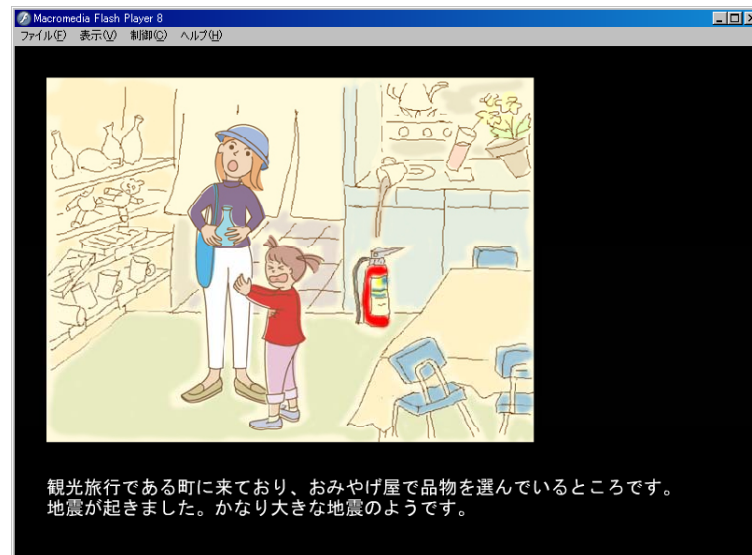 Macromedia Flash Player 8
ファイル(F) 表示(V) 制御(C) ヘルプ(H)
観光旅行である町に来ており、おみやげ屋で品物を選んでいるところです。
地震が起きました。かなり大きな地震のようです。